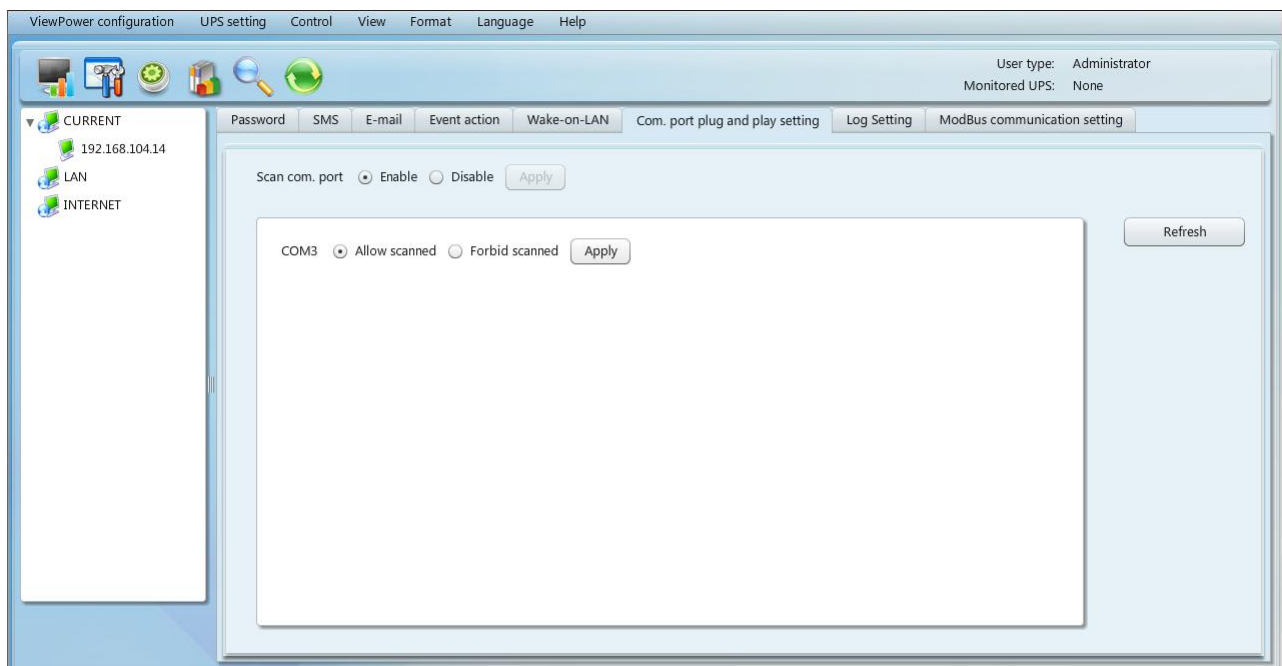 ViewPower configuration UPS setting Control View Format Language Help
User type: Administrator
Monitored UPS: None
CURRENT
192.168.104.14
LAN
INTERNET
Password SMS E-mail Event action Wake-on-LAN Com. port plug and play setting Log Setting ModBus communication setting
Scan com. port Enable Disable Apply
COM3 Allow scanned Forbid scanned Apply
Refresh